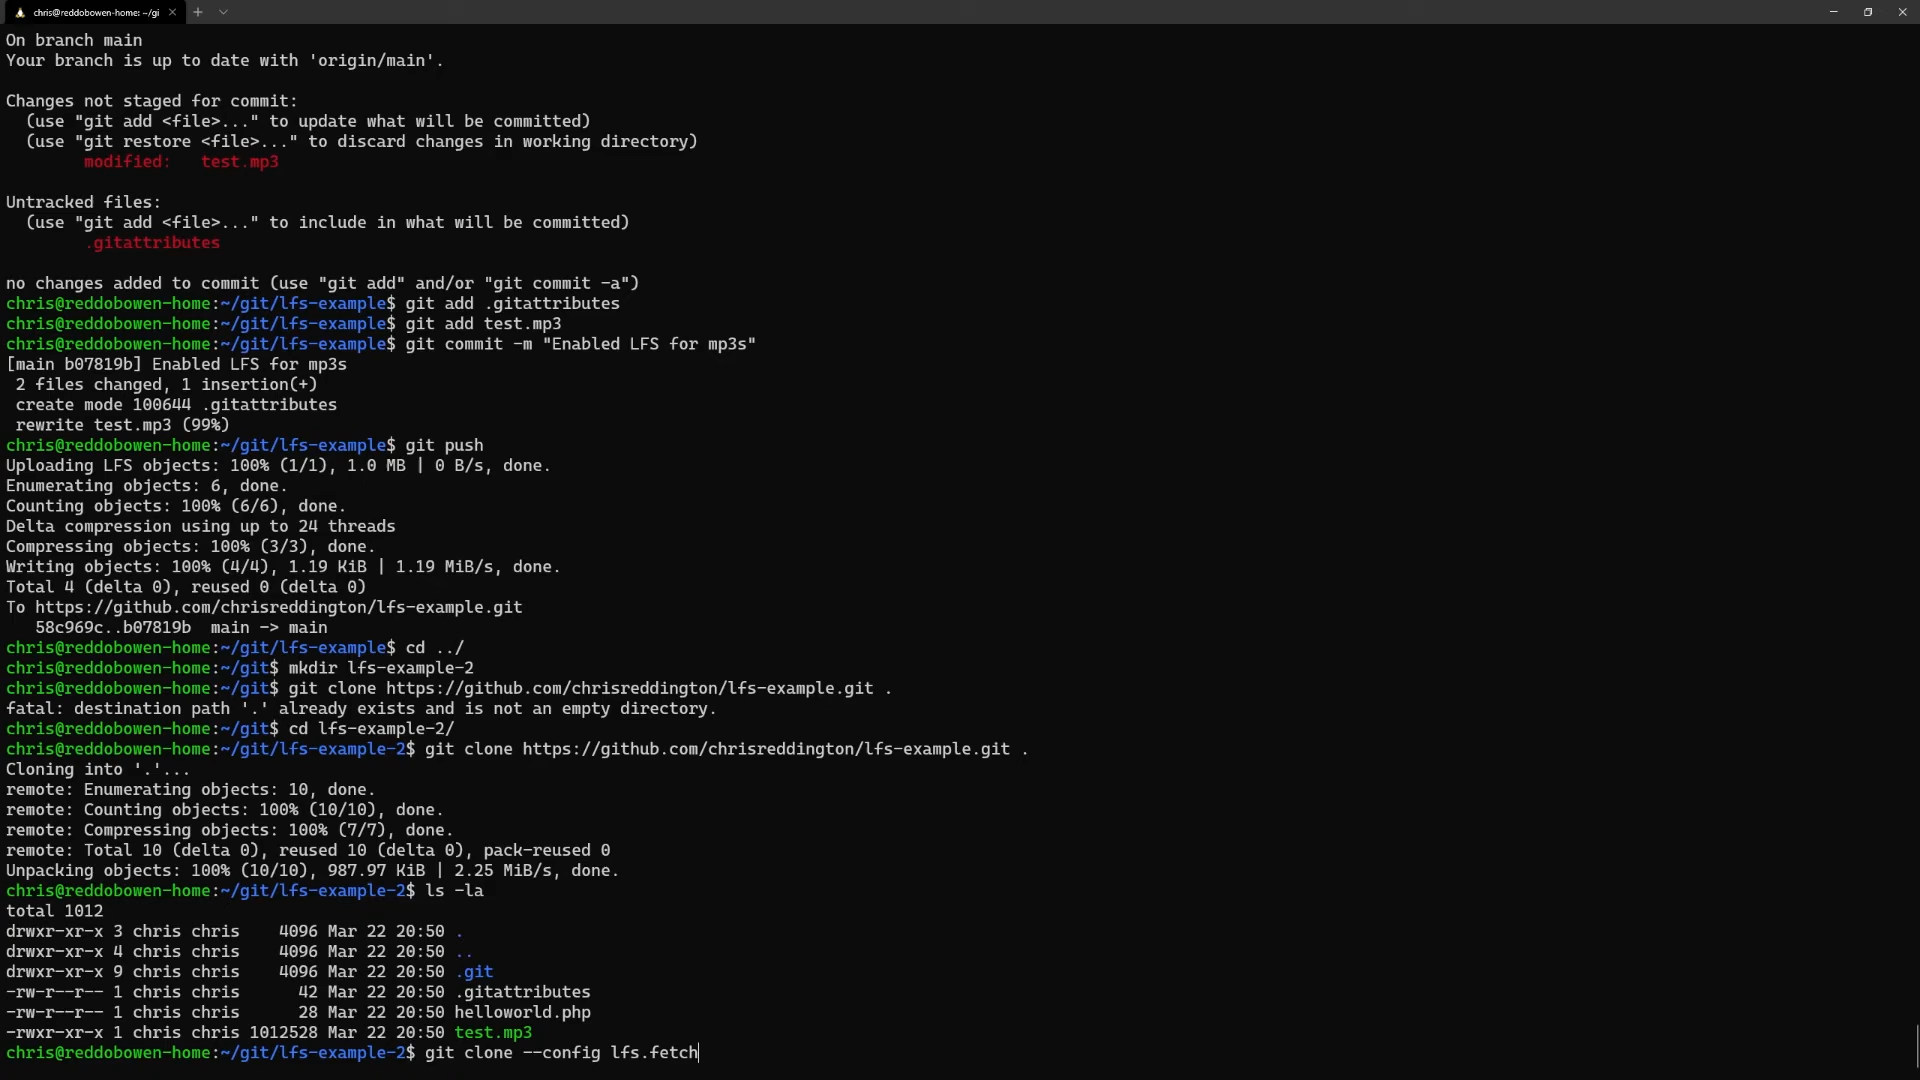 chris@reddobowen-home: ~/gi
On branch main
Your branch is up to date with 'origin/main'.
Changes not staged for commit:
  (use "git add <file>..." to update what will be committed)
  (use "git restore <file>..." to discard changes in working directory)
        modified:   test.mp3
Untracked files:
  (use "git add <file>..." to include in what will be committed)
        .gitattributes
no changes added to commit (use "git add" and/or "git commit -a")
chris@reddobowen-home:~/git/lfs-example$ git add .gitattributes
chris@reddobowen-home:~/git/lfs-example$ git add test.mp3
chris@reddobowen-home:~/git/lfs-example$ git commit -m "Enabled LFS for mp3s"
[main b07819b] Enabled LFS for mp3s
 2 files changed, 1 insertion(+)
 create mode 100644 .gitattributes
 rewrite test.mp3 (99%)
chris@reddobowen-home:~/git/lfs-example$ git push
Uploading LFS objects: 100% (1/1), 1.0 MB | 0 B/s, done.
Enumerating objects: 6, done.
Counting objects: 100% (6/6), done.
Delta compression using up to 24 threads
Compressing objects: 100% (3/3), done.
Writing objects: 100% (4/4), 1.19 KiB | 1.19 MiB/s, done.
Total 4 (delta 0), reused 0 (delta 0)
To https://github.com/chrisreddington/lfs-example.git
   58c969c..b07819b  main -> main
chris@reddobowen-home:~/git/lfs-example$ cd ../
chris@reddobowen-home:~/git$ mkdir lfs-example-2
chris@reddobowen-home:~/git$ git clone https://github.com/chrisreddington/lfs-example.git .
fatal: destination path '.' already exists and is not an empty directory.
chris@reddobowen-home:~/git$ cd lfs-example-2/
chris@reddobowen-home:~/git/lfs-example-2$ git clone https://github.com/chrisreddington/lfs-example.git .
Cloning into '.'...
remote: Enumerating objects: 10, done.
remote: Counting objects: 100% (10/10), done.
remote: Compressing objects: 100% (7/7), done.
remote: Total 10 (delta 0), reused 10 (delta 0), pack-reused 0
Unpacking objects: 100% (10/10), 987.97 KiB | 2.25 MiB/s, done.
chris@reddobowen-home:~/git/lfs-example-2$ ls -la
total 1012
drwxr-xr-x 3 chris chris    4096 Mar 22 20:50 .
drwxr-xr-x 4 chris chris    4096 Mar 22 20:50 ..
drwxr-xr-x 9 chris chris    4096 Mar 22 20:50 .git
-rw-r--r-- 1 chris chris      42 Mar 22 20:50 .gitattributes
-rw-r--r-- 1 chris chris      28 Mar 22 20:50 helloworld.php
-rwxr-xr-x 1 chris chris 1012528 Mar 22 20:50 test.mp3
chris@reddobowen-home:~/git/lfs-example-2$ git clone --config lfs.fetch